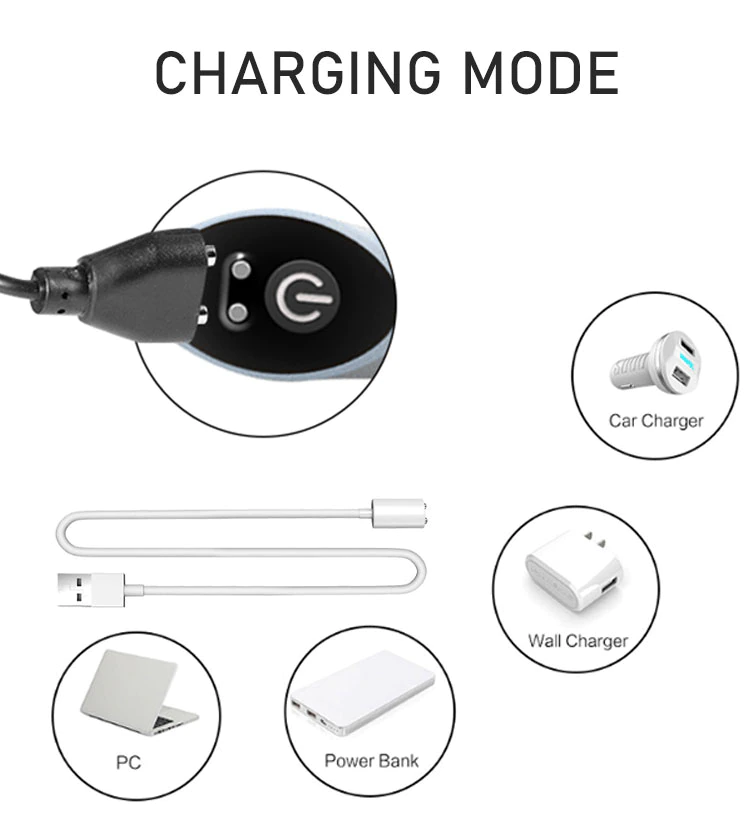 CHARGING MODE
Car Charger
Wall Charger
PC
Power Bank